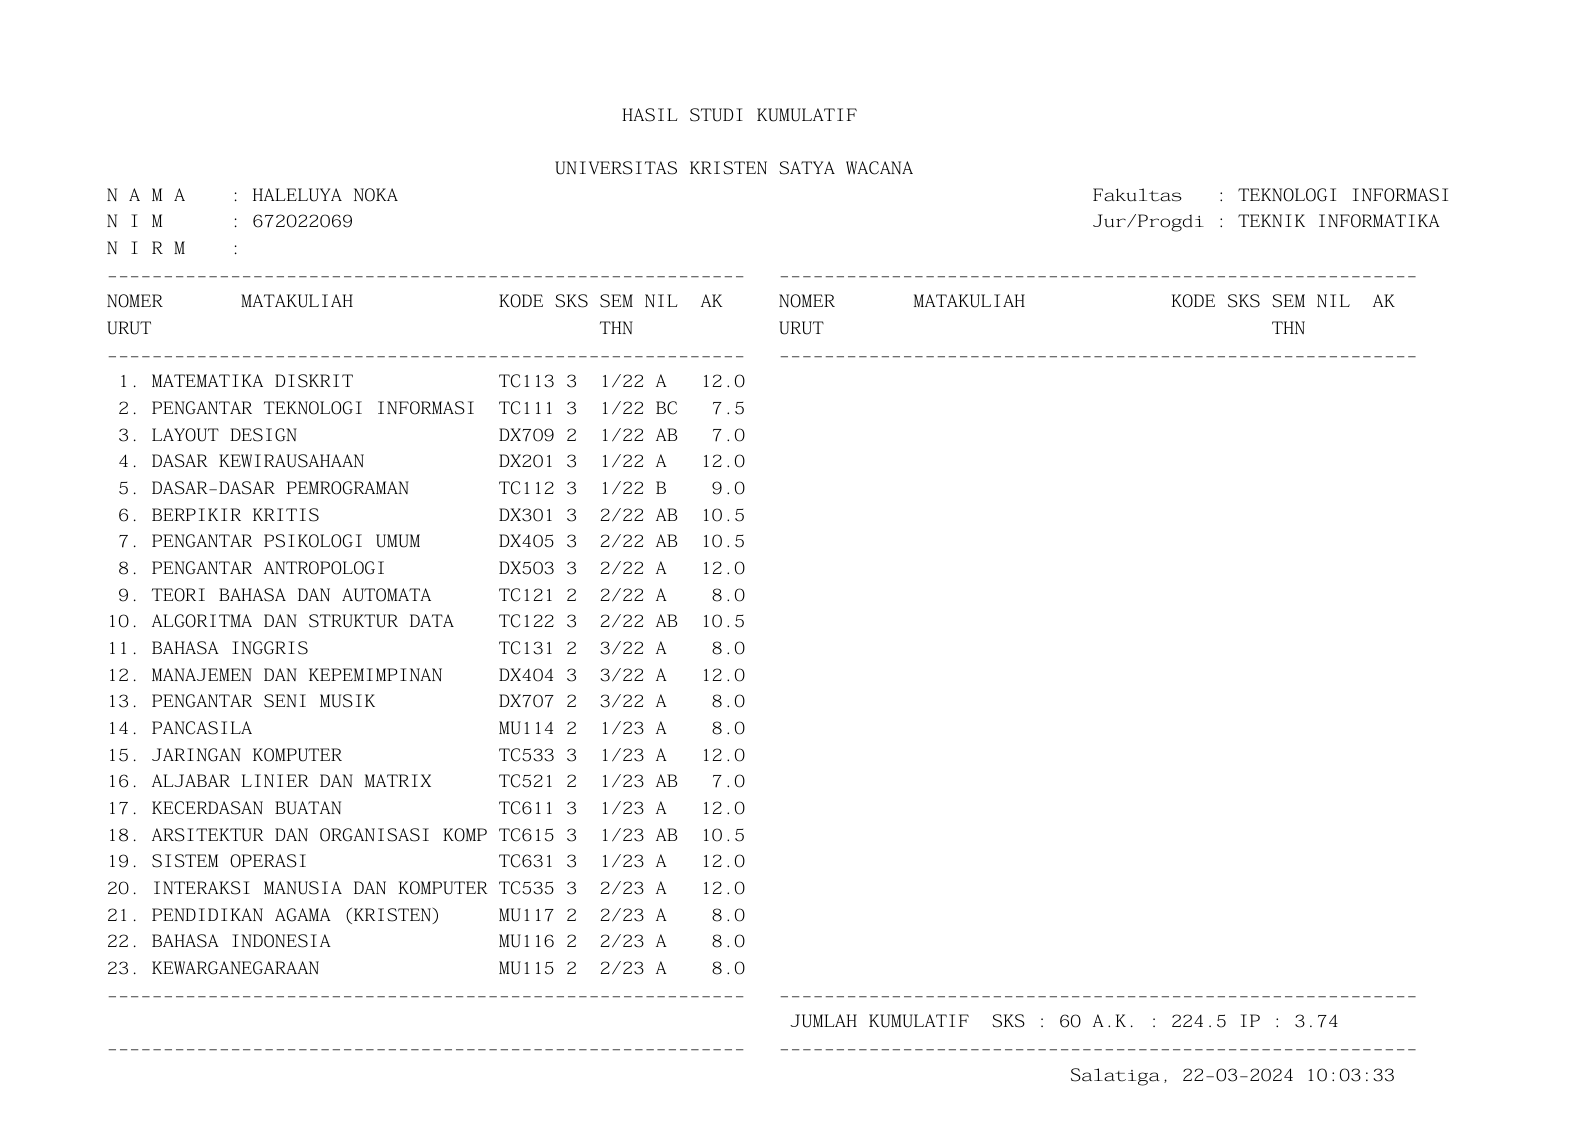 HASIL STUDI KUMULATIF
UNIVERSITAS KRISTEN SATYA WACANA
N A M A : HALELUYA NOKA Fakultas : TEKNOLOGI INFORMASI
N I M : 672022069 Jur/Progdi : TEKNIK INFORMATIKA
N I R M :
--------------------------------------------------------- ---------------------------------------------------------
NOMER MATAKULIAH KODE SKS SEM NIL AK NOMER MATAKULIAH KODE SKS SEM NIL AK
URUT THN URUT THN
--------------------------------------------------------- ---------------------------------------------------------
1. MATEMATIKA DISKRIT TC113 3 1/22 A 12.0
2. PENGANTAR TEKNOLOGI INFORMASI TC111 3 1/22 BC 7.5
3. LAYOUT DESIGN DX709 2 1/22 AB 7.0
4. DASAR KEWIRAUSAHAAN DX201 3 1/22 A 12.0
5. DASAR-DASAR PEMROGRAMAN TC112 3 1/22 B 9.0
6. BERPIKIR KRITIS DX301 3 2/22 AB 10.5
7. PENGANTAR PSIKOLOGI UMUM DX405 3 2/22 AB 10.5
8. PENGANTAR ANTROPOLOGI DX503 3 2/22 A 12.0
9. TEORI BAHASA DAN AUTOMATA TC121 2 2/22 A 8.0
10. ALGORITMA DAN STRUKTUR DATA TC122 3 2/22 AB 10.5
11. BAHASA INGGRIS TC131 2 3/22 A 8.0
12. MANAJEMEN DAN KEPEMIMPINAN DX404 3 3/22 A 12.0
13. PENGANTAR SENI MUSIK DX707 2 3/22 A 8.0
14. PANCASILA MU114 2 1/23 A 8.0
15. JARINGAN KOMPUTER TC533 3 1/23 A 12.0
16. ALJABAR LINIER DAN MATRIX TC521 2 1/23 AB 7.0
17. KECERDASAN BUATAN TC611 3 1/23 A 12.0
18. ARSITEKTUR DAN ORGANISASI KOMP TC615 3 1/23 AB 10.5
19. SISTEM OPERASI TC631 3 1/23 A 12.0
20. INTERAKSI MANUSIA DAN KOMPUTER TC535 3 2/23 A 12.0
21. PENDIDIKAN AGAMA (KRISTEN) MU117 2 2/23 A 8.0
22. BAHASA INDONESIA MU116 2 2/23 A 8.0
23. KEWARGANEGARAAN MU115 2 2/23 A 8.0
--------------------------------------------------------- ---------------------------------------------------------
JUMLAH KUMULATIF SKS : 60 A.K. : 224.5 IP : 3.74
--------------------------------------------------------- ---------------------------------------------------------
Salatiga, 22-03-2024 10:03:33